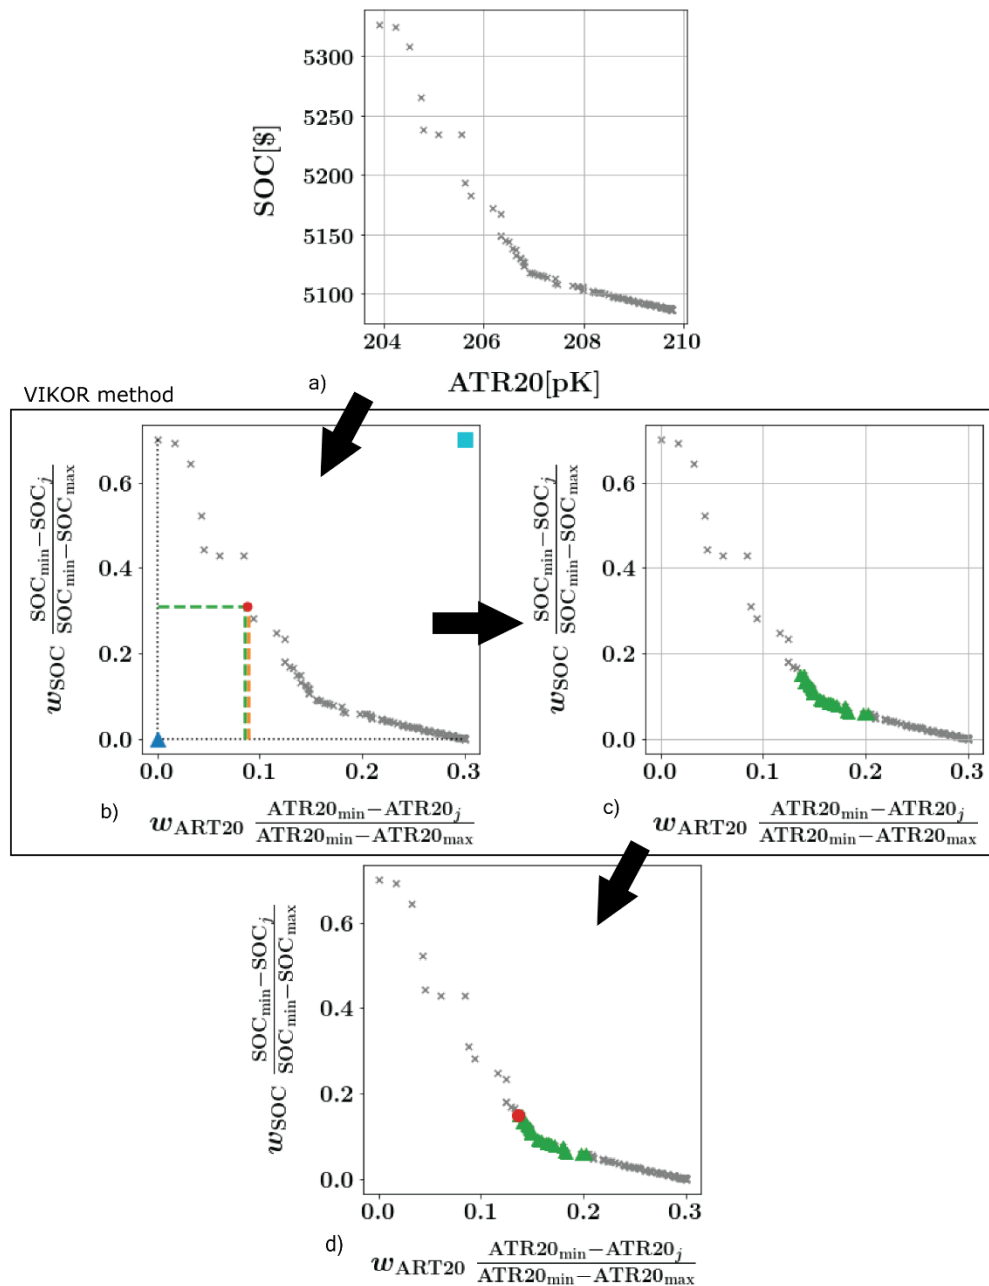 5300
5250
5200
5150
5100
SOC[$]
204 206 208 210
a)
ATR20[pK]
VIKOR method
0.6
0.4
0.2
0.0
w_SOC (SOC_min−SOC_j)/(SOC_min−SOC_max)
0.0 0.1 0.2 0.3
b)
w_ART20 (ATR20_min−ATR20_j)/(ATR20_min−ATR20_max)
0.6
0.4
0.2
0.0
w_SOC (SOC_min−SOC_j)/(SOC_min−SOC_max)
0.0 0.1 0.2 0.3
c)
w_ART20 (ATR20_min−ATR20_j)/(ATR20_min−ATR20_max)
0.6
0.4
0.2
0.0
w_SOC (SOC_min−SOC_j)/(SOC_min−SOC_max)
0.0 0.1 0.2 0.3
d)
w_ART20 (ATR20_min−ATR20_j)/(ATR20_min−ATR20_max)